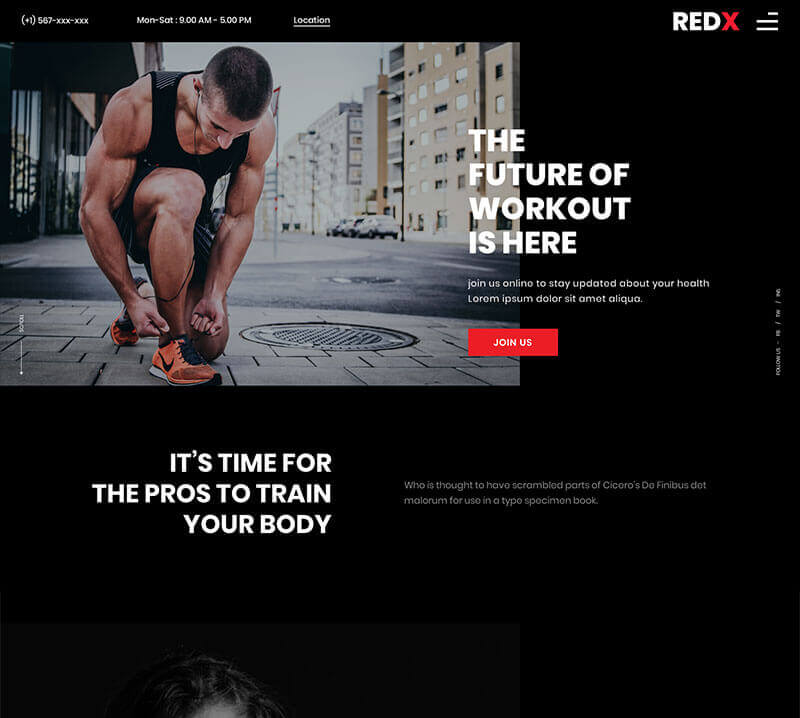 (+1) 567-xxx-xxx
Mon-Sat : 9.00 AM - 5.00 PM
Location
REDX
THE
FUTURE OF
WORKOUT
IS HERE
join us online to stay updated about your health
Lorem ipsum dolor sit amet aliqua.
JOIN US
SCROLL
FOLLOW US - FB / TW / INS
IT'S TIME FOR
THE PROS TO TRAIN
YOUR BODY
Who is thought to have scrambled parts of Cicero's De Finibus det
malorum for use in a type specimen book.